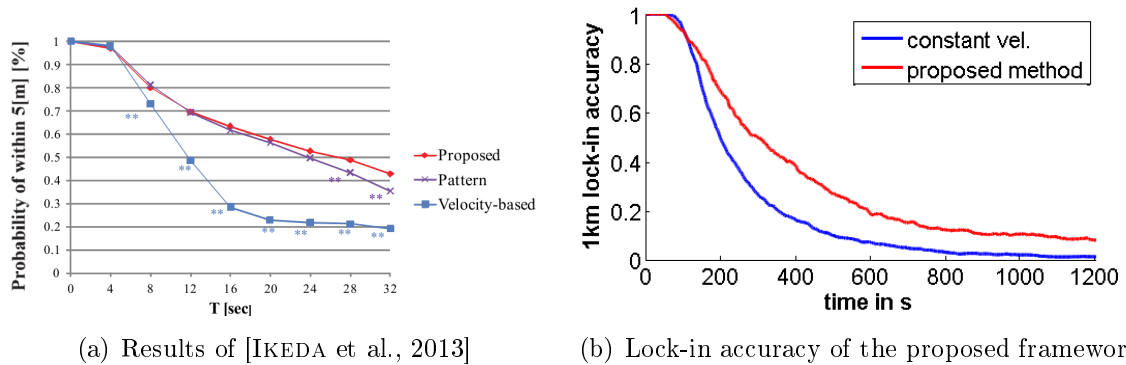 Probability of within 5[m] [%]
1
0.9
0.8
0.7
0.6
0.5
0.4
0.3
0.2
0.1
0
**
**
**
**
**
**
**
**
**
0 4 8 12 16 20 24 28 32
T [sec]
Proposed
Pattern
Velocity-based
(a) Results of [IKEDA et al., 2013]
1km lock-in accuracy
1
0.8
0.6
0.4
0.2
0
constant vel.
proposed method
0 200 400 600 800 1000 1200
time in s
(b) Lock-in accuracy of the proposed framewor